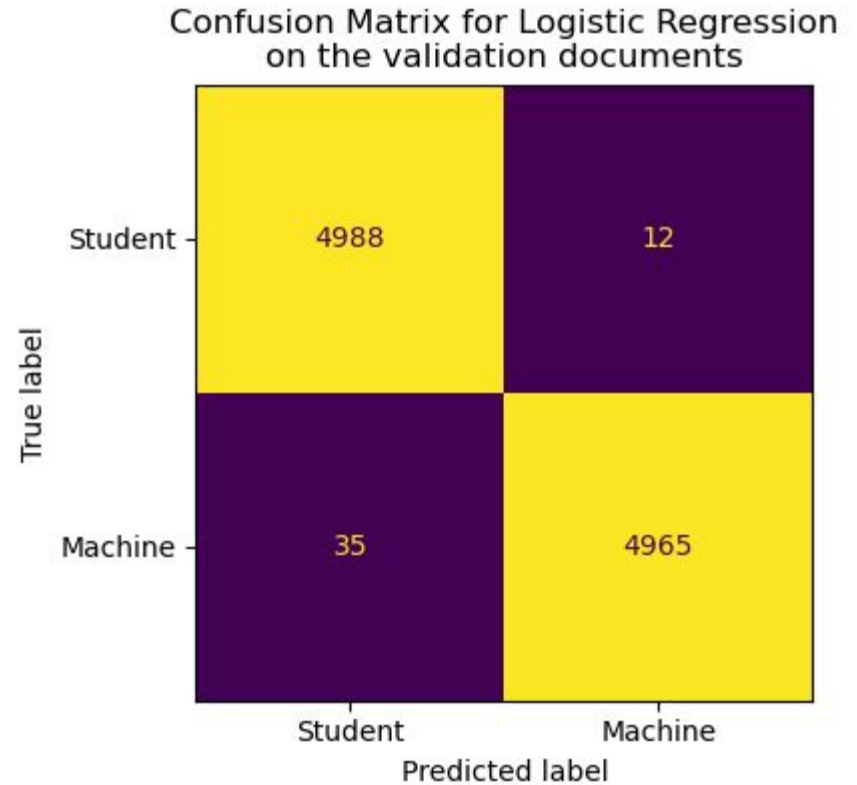 Confusion Matrix for Logistic Regression
on the validation documents
True label
Student
4988
12
Machine
35
4965
Student
Machine
Predicted label